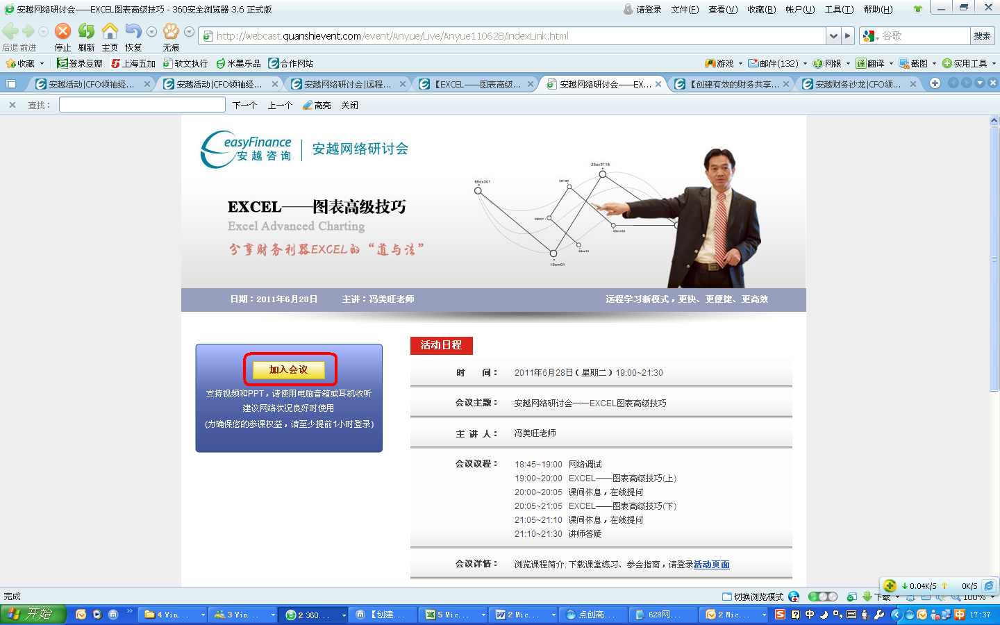 安越网络研讨会——EXCEL图表高级技巧 - 360安全浏览器 3.6 正式版
请登录 文件(F) 查看(V) 收藏(B) 帐户(U) 工具(T) 帮助(H)
http://webcast.quanshievent.com/event/Anyue/Live/Anyue110628/indexLink.html
谷歌 搜索
后退 前进 停止 刷新 主页 恢复 无痕
收藏 登录豆瓣 上海五加 软文执行 米墨乐品 合作网站 游戏 邮件(132) 网银 翻译 截图 实用工具
安越活动|CFO领袖经... 安越活动|CFO领袖经... 安越网络研讨会|远程... 【EXCEL——图表高级... 安越网络研讨会——EX... 【创建有效的财务共享... 安越财务沙龙|CFO领...
查找: 下一个 上一个 高亮 关闭
easyFinance
安越咨询
安越网络研讨会
EXCEL——图表高级技巧
Excel Advanced Charting
分享财务利器EXCEL的“道与法”
23ec3118
10cm01
日期:2011年6月28日 主讲:冯美旺老师 远程学习新模式,更快、更便捷、更高效
加入会议
支持视频和PPT,请使用电脑音箱或耳机收听
建议网络状况良好时使用
(为确保您的参课权益,请至少提前1小时登录)
活动日程
时 间: 2011年6月28日(星期二)19:00~21:30
会议主题: 安越网络研讨会——EXCEL图表高级技巧
主 讲 人: 冯美旺老师
会议议程: 18:45~19:00 网络调试
19:00~20:00 EXCEL——图表高级技巧(上)
20:00~20:05 课间休息,在线提问
20:05~21:05 EXCEL——图表高级技巧(下)
21:05~21:10 课间休息,在线提问
21:10~21:30 讲师答疑
会议详情: 浏览课程简介,下载课堂练习、参会指南,请登录活动页面
0.04K/S 0K/S
完成 切换浏览模式 下载 100%
开始 4 Win... 3 Win... 2 360... 【创建... 5 Mic... 2 Mic... 点创高... 628网... 2 Mic... 中 中 17:37